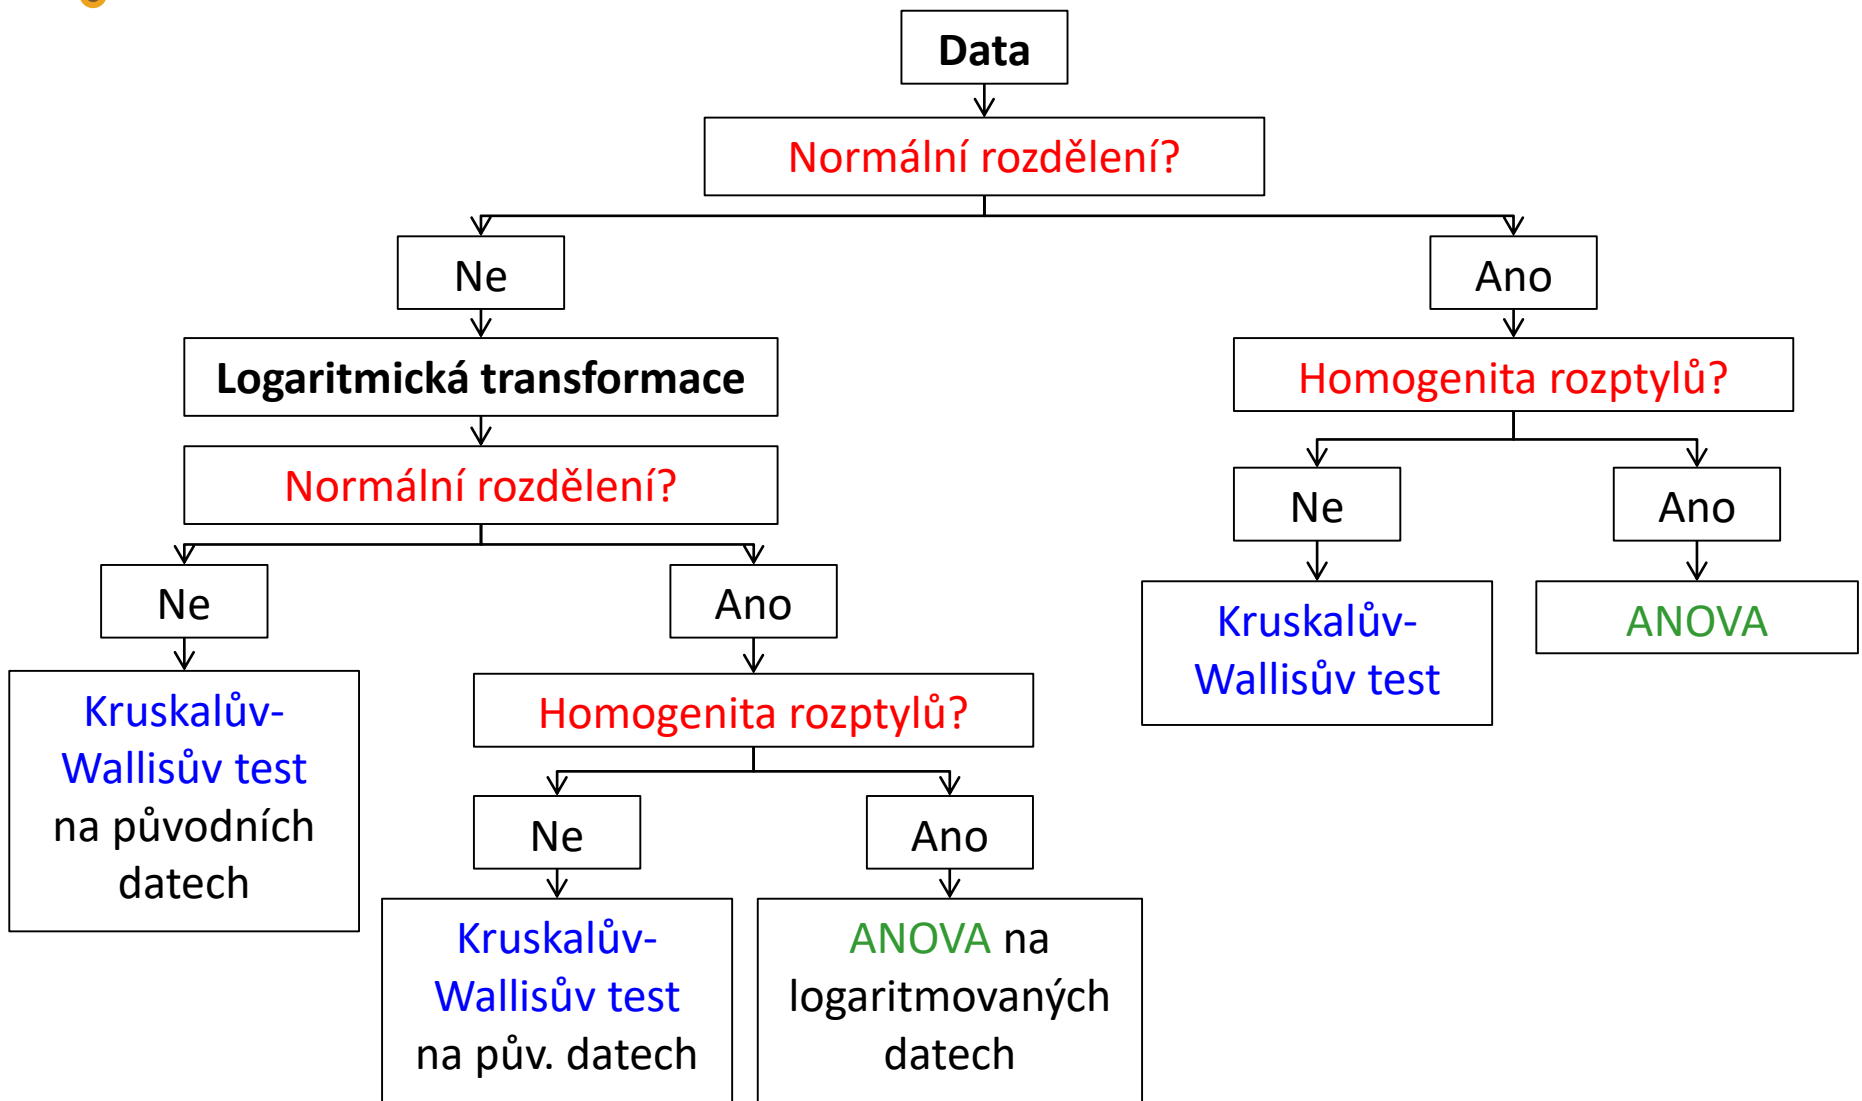 Data
Normální rozdělení?
Ne
Ano
Logaritmická transformace
Homogenita rozptylů?
Normální rozdělení?
Ne
Ano
Ne
Ano
Kruskalův-
Wallisův test
ANOVA
Kruskalův-
Wallisův test
na původních
datech
Homogenita rozptylů?
Ne
Ano
Kruskalův-
Wallisův test
na pův. datech
ANOVA na
logaritmovaných
datech